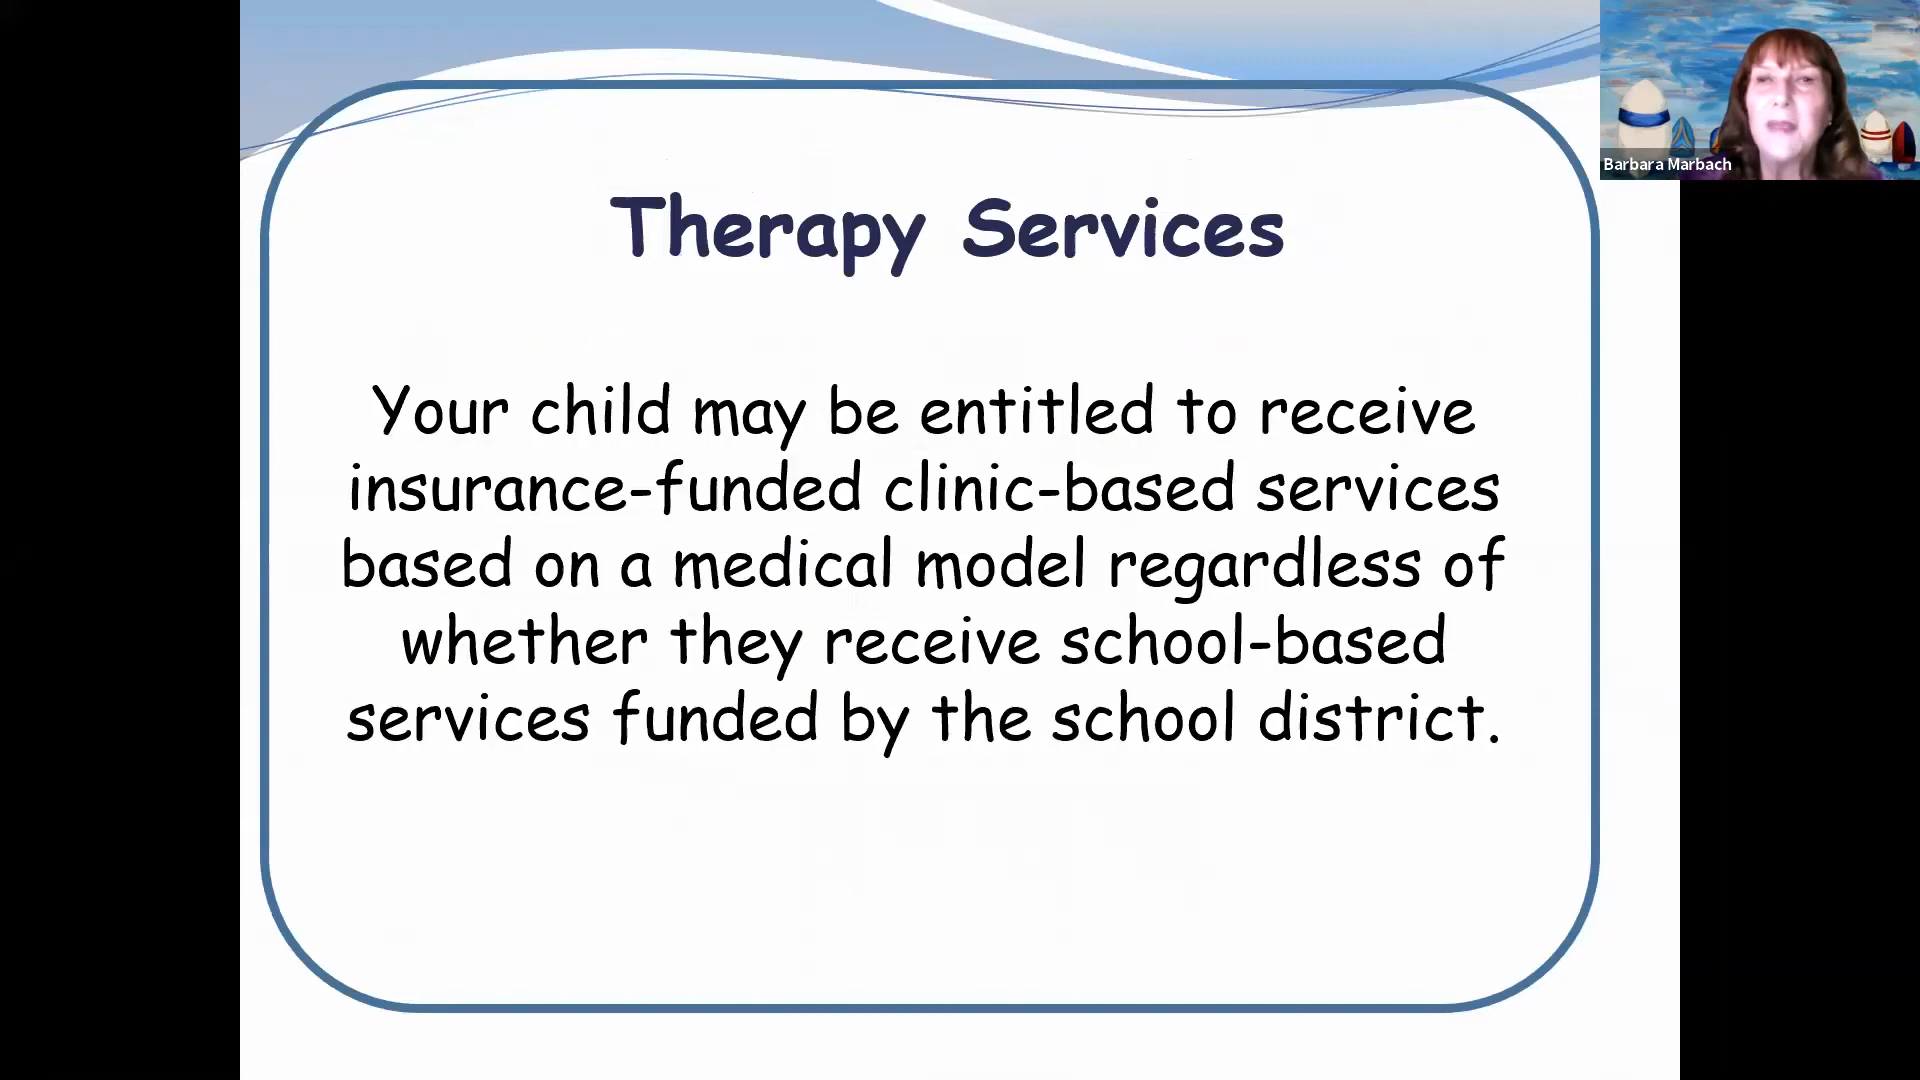 Barbara Marbach
Therapy Services
Your child may be entitled to receive
insurance-funded clinic-based services
based on a medical model regardless of
whether they receive school-based
services funded by the school district.